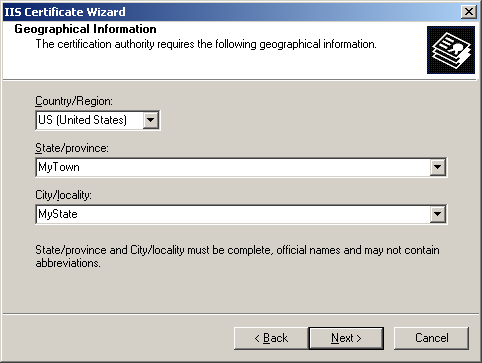 IIS Certificate Wizard
Geographical Information
The certification authority requires the following geographical information.
Country/Region:
US (United States)
State/province:
MyTown
City/locality:
MyState
State/province and City/locality must be complete, official names and may not contain
abbreviations.
< Back
Next >
Cancel